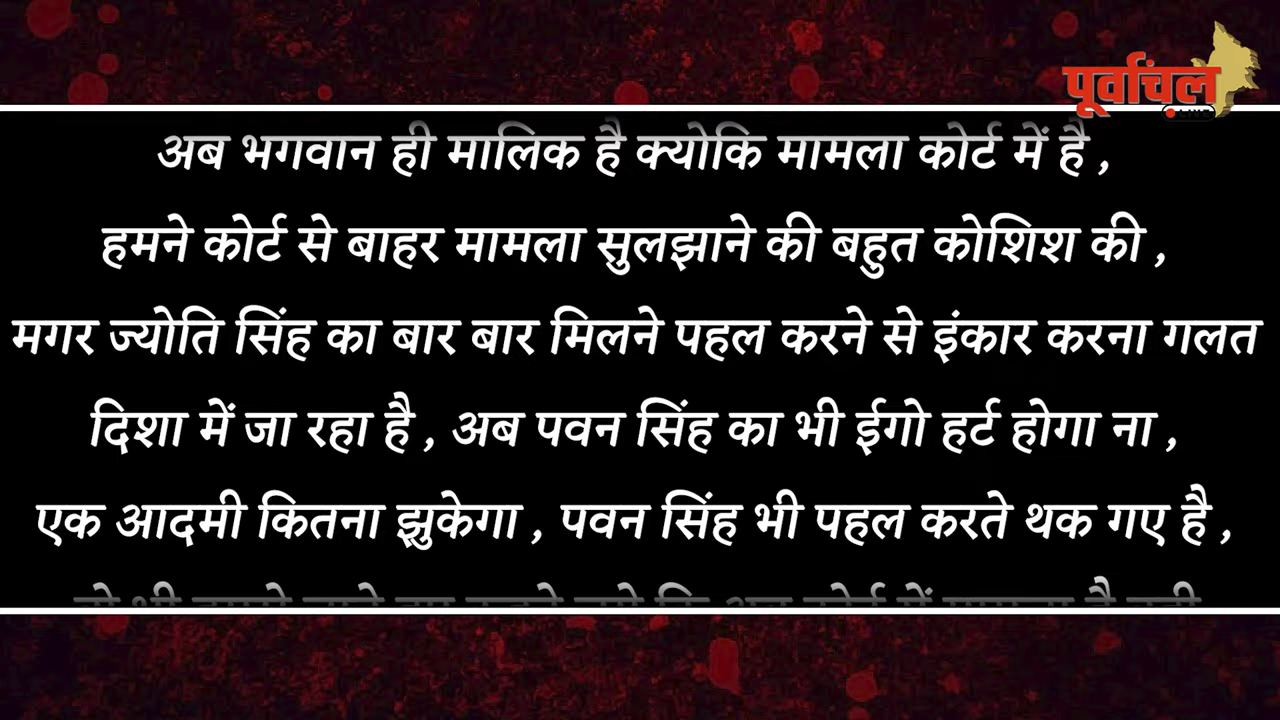 पूर्वांचल
LIVE
अब भगवान ही मालिक है क्योकि मामला कोर्ट में है ,
हमने कोर्ट से बाहर मामला सुलझाने की बहुत कोशिश की ,
मगर ज्योति सिंह का बार बार मिलने पहल करने से इंकार करना गलत
दिशा में जा रहा है , अब पवन सिंह का भी ईगो हर्ट होगा ना ,
एक आदमी कितना झुकेगा , पवन सिंह भी पहल करते थक गए है ,